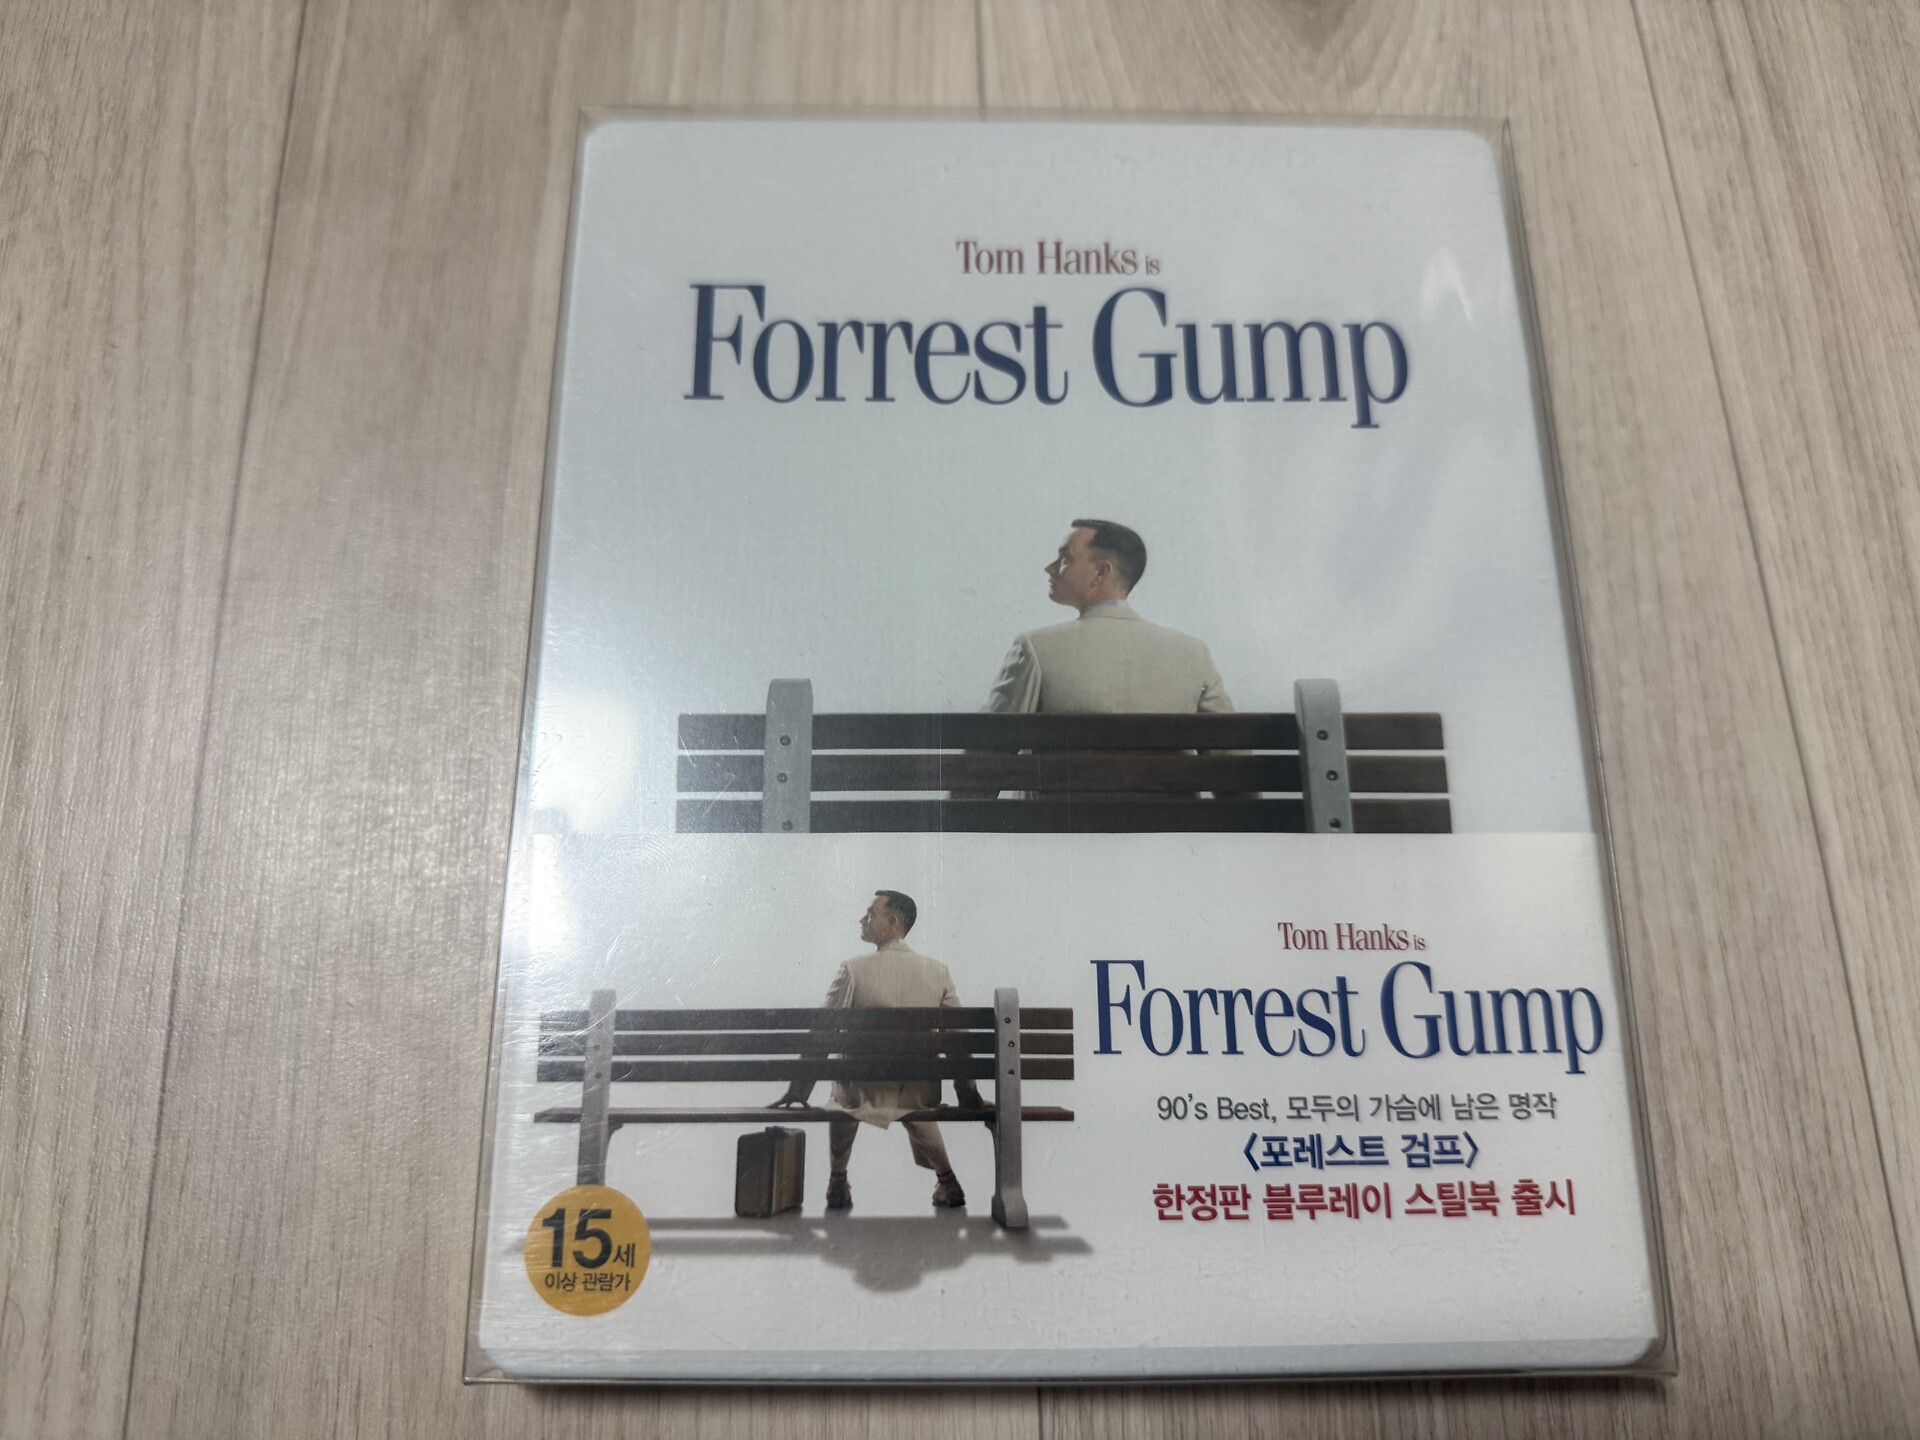 Tom Hanks is
Forrest Gump
Tom Hanks is
Forrest Gump
90's Best, 모두의 가슴에 남은 명작
<포레스트 검프>
한정판 블루레이 스틸북 출시
15세
이상 관람가